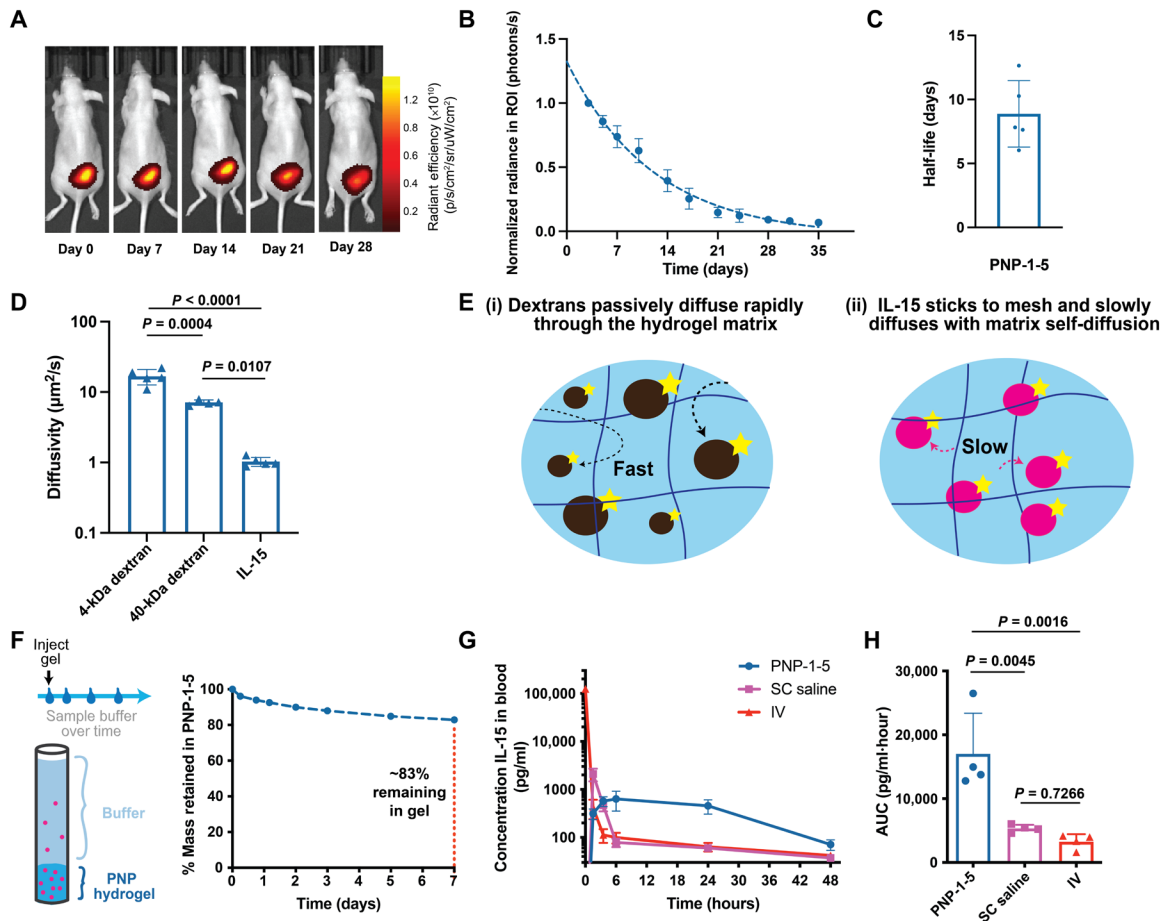 A
Day 0
Day 7
Day 14
Day 21
Day 28
1.2
1.0
0.8
0.6
0.4
0.2
Radiant efficiency (×10¹⁰)
(p/s/cm²/sr/uW/cm²)
B
Normalized radiance in ROI (photons/s)
1.5
1.0
0.5
0.0
0
7
14
21
28
35
Time (days)
C
Half-life (days)
15
10
5
0
PNP-1-5
D
P < 0.0001
P = 0.0004
P = 0.0107
Diffusivity (µm²/s)
100
10
1
0.1
4-kDa dextran
40-kDa dextran
IL-15
E
(i) Dextrans passively diffuse rapidly
through the hydrogel matrix
Fast
(ii) IL-15 sticks to mesh and slowly
diffuses with matrix self-diffusion
Slow
F
Inject
gel
Sample buffer
over time
Buffer
PNP
hydrogel
% Mass retained in PNP-1-5
100
80
60
40
20
0
~83%
remaining
in gel
0
1
2
3
4
5
6
7
Time (days)
G
PNP-1-5
SC saline
IV
Concentration IL-15 in blood
(pg/ml)
100,000
10,000
1000
100
0
6
12
18
24
30
36
42
48
Time (hours)
H
P = 0.0016
P = 0.0045
P = 0.7266
AUC (pg/ml·hour)
30,000
20,000
10,000
0
PNP-1-5
SC saline
IV